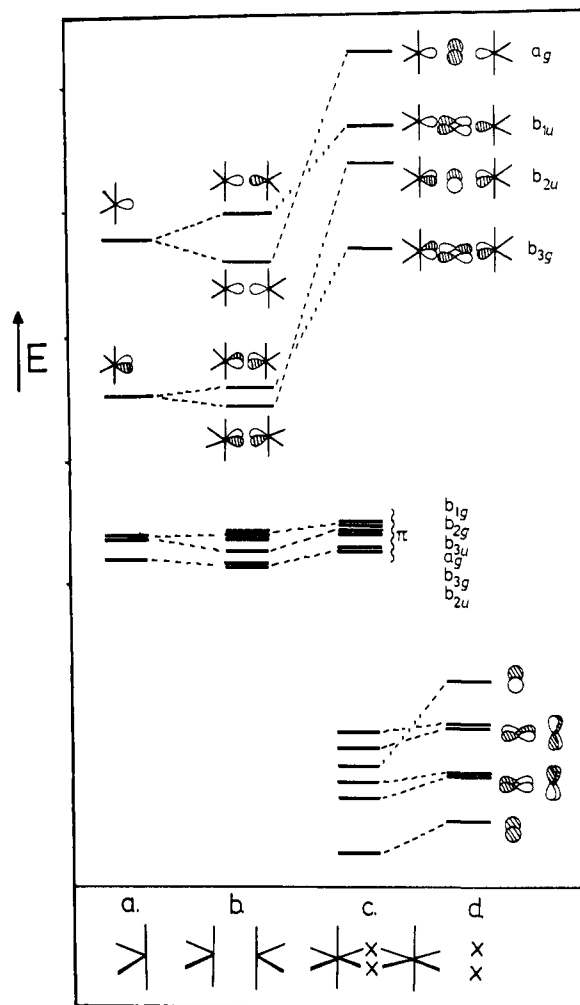 a_g
b_1u
b_2u
b_3g
E
π
b_1g
b_2g
b_3u
a_g
b_3g
b_2u
a. b. c. d.
x
x
x
x